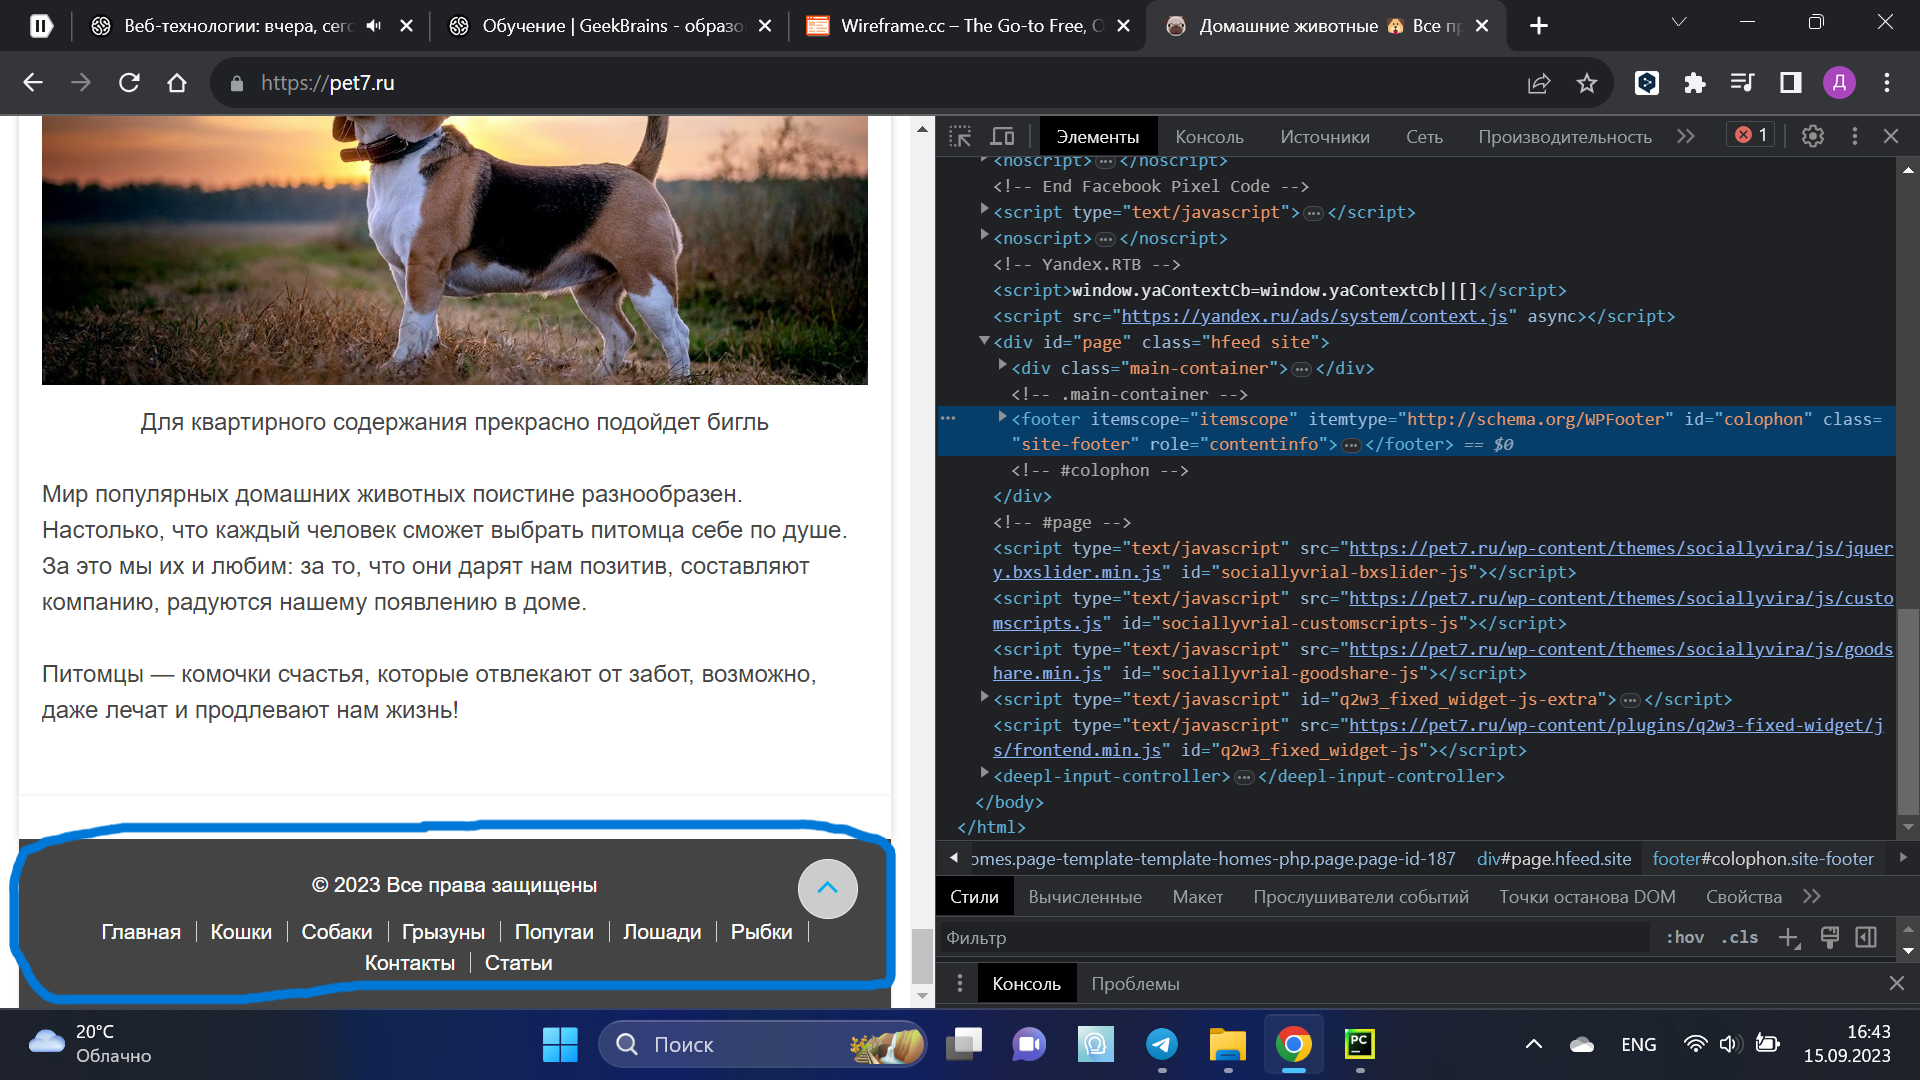 Веб-технологии: вчера, сего
Обучение | GeekBrains - образо
Wireframe.cc – The Go-to Free, O
Домашние животные 🐶 Все пр
https://pet7.ru
Д
Для квартирного содержания прекрасно подойдет бигль
Мир популярных домашних животных поистине разнообразен.
Настолько, что каждый человек сможет выбрать питомца себе по душе.
За это мы их и любим: за то, что они дарят нам позитив, составляют
компанию, радуются нашему появлению в доме.
Питомцы — комочки счастья, которые отвлекают от забот, возможно,
даже лечат и продлевают нам жизнь!
© 2023 Все права защищены
Главная Кошки Собаки Грызуны Попугаи Лошади Рыбки
Контакты Статьи
Элементы Консоль Источники Сеть Производительность 1
<noscript>…</noscript>
<!-- End Facebook Pixel Code -->
<script type="text/javascript">…</script>
<noscript>…</noscript>
<!-- Yandex.RTB -->
<script>window.yaContextCb=window.yaContextCb||[]</script>
<script src="https://yandex.ru/ads/system/context.js" async></script>
<div id="page" class="hfeed site">
<div class="main-container">…</div>
<!-- .main-container -->
<footer itemscope="itemscope" itemtype="http://schema.org/WPFooter" id="colophon" class=
"site-footer" role="contentinfo">…</footer> == $0
<!-- #colophon -->
</div>
<!-- #page -->
<script type="text/javascript" src="https://pet7.ru/wp-content/themes/sociallyvira/js/jquer
y.bxslider.min.js" id="sociallyvrial-bxslider-js"></script>
<script type="text/javascript" src="https://pet7.ru/wp-content/themes/sociallyvira/js/custo
mscripts.js" id="sociallyvrial-customscripts-js"></script>
<script type="text/javascript" src="https://pet7.ru/wp-content/themes/sociallyvira/js/goods
hare.min.js" id="sociallyvrial-goodshare-js"></script>
<script type="text/javascript" id="q2w3_fixed_widget-js-extra">…</script>
<script type="text/javascript" src="https://pet7.ru/wp-content/plugins/q2w3-fixed-widget/j
s/frontend.min.js" id="q2w3_fixed_widget-js"></script>
<deepl-input-controller>…</deepl-input-controller>
</body>
</html>
omes.page-template-template-homes-php.page.page-id-187 div#page.hfeed.site footer#colophon.site-footer
Стили Вычисленные Макет Прослушиватели событий Точки останова DOM Свойства
Фильтр :hov .cls
Консоль Проблемы
20°C
Облачно
Поиск
PC
ENG
16:43
15.09.2023